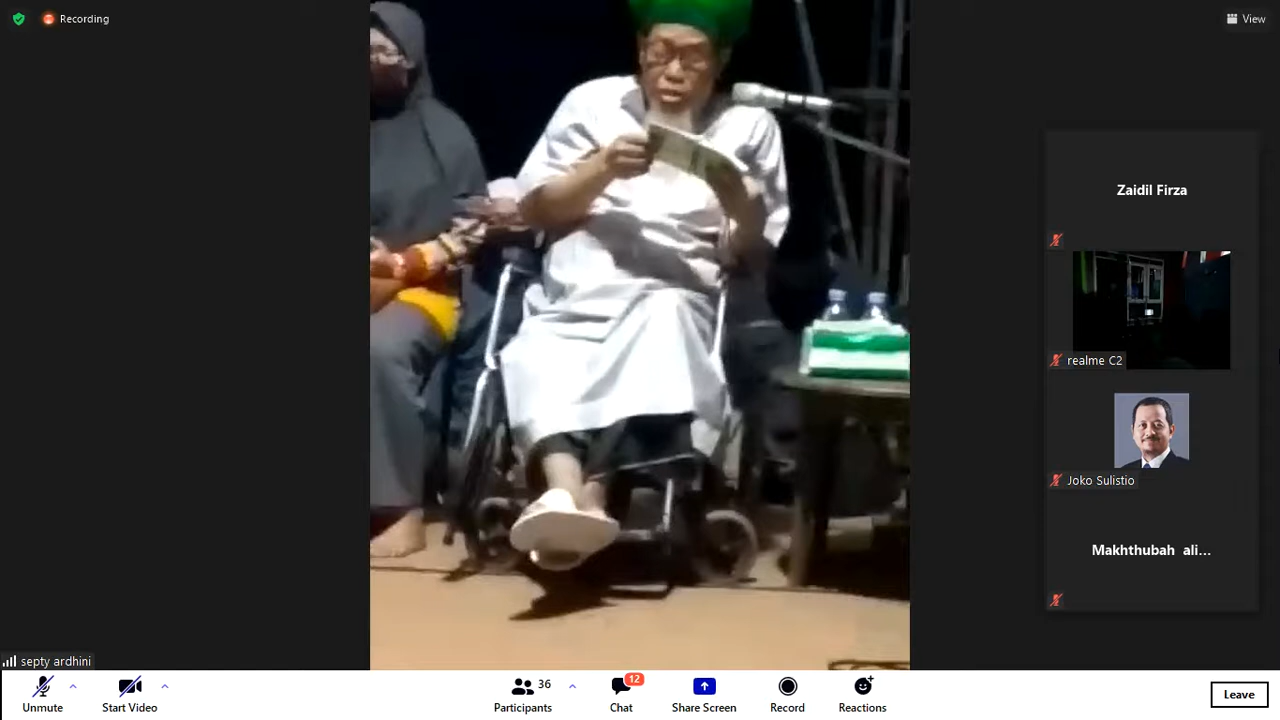 Recording
View
Zaidil Firza
realme C2
Joko Sulistio
Makhthubah ali...
septy ardhini
Unmute
Start Video
36
Participants
12
Chat
Share Screen
Record
Reactions
Leave